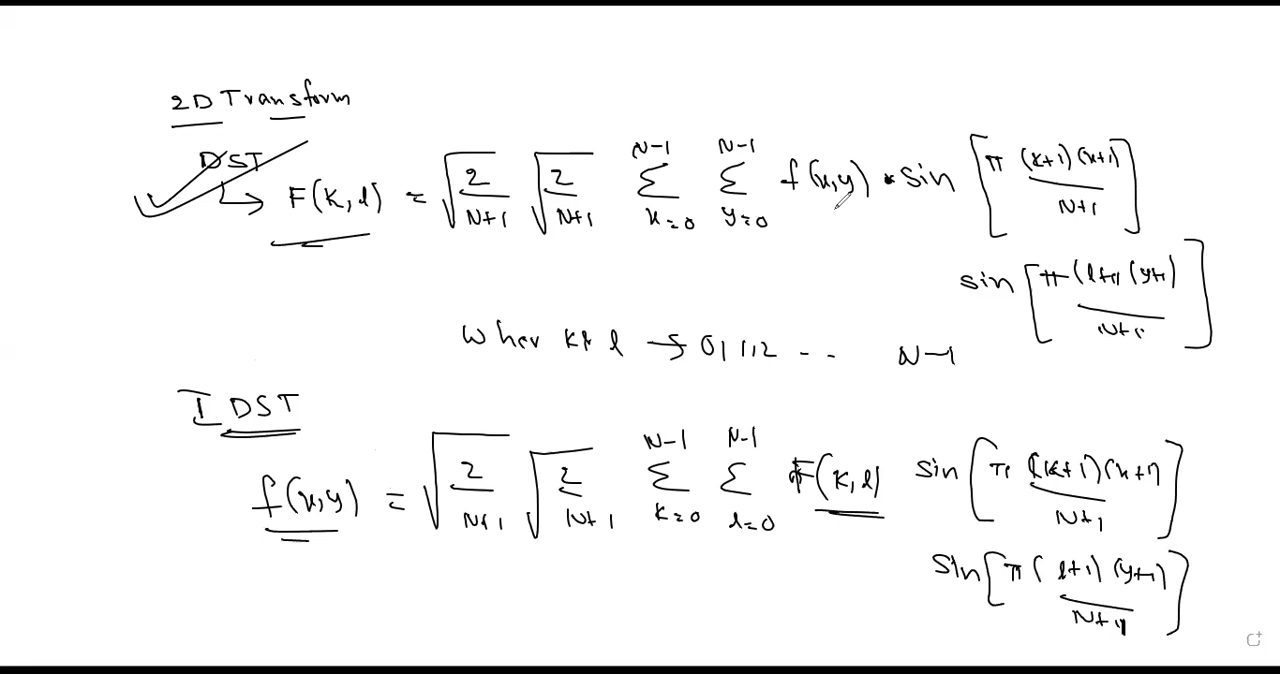 2D Transform
DST
F(k, l) = √(2/(N+1)) √(2/(N+1)) Σ_{x=0}^{N-1} Σ_{y=0}^{N-1} f(x,y) • sin [π (k+1)(x+1)/(N+1)]
sin [π (l+1)(y+1)/(N+1)]
Wher k & l → 0, 1, 2 -- N-1
IDST
f(x,y) = √(2/(N+1)) √(2/(N+1)) Σ_{k=0}^{N-1} Σ_{l=0}^{N-1} F(k, l) sin [π (k+1)(x+1)/(N+1)]
Sin [π (l+1)(y+1)/(N+1)]